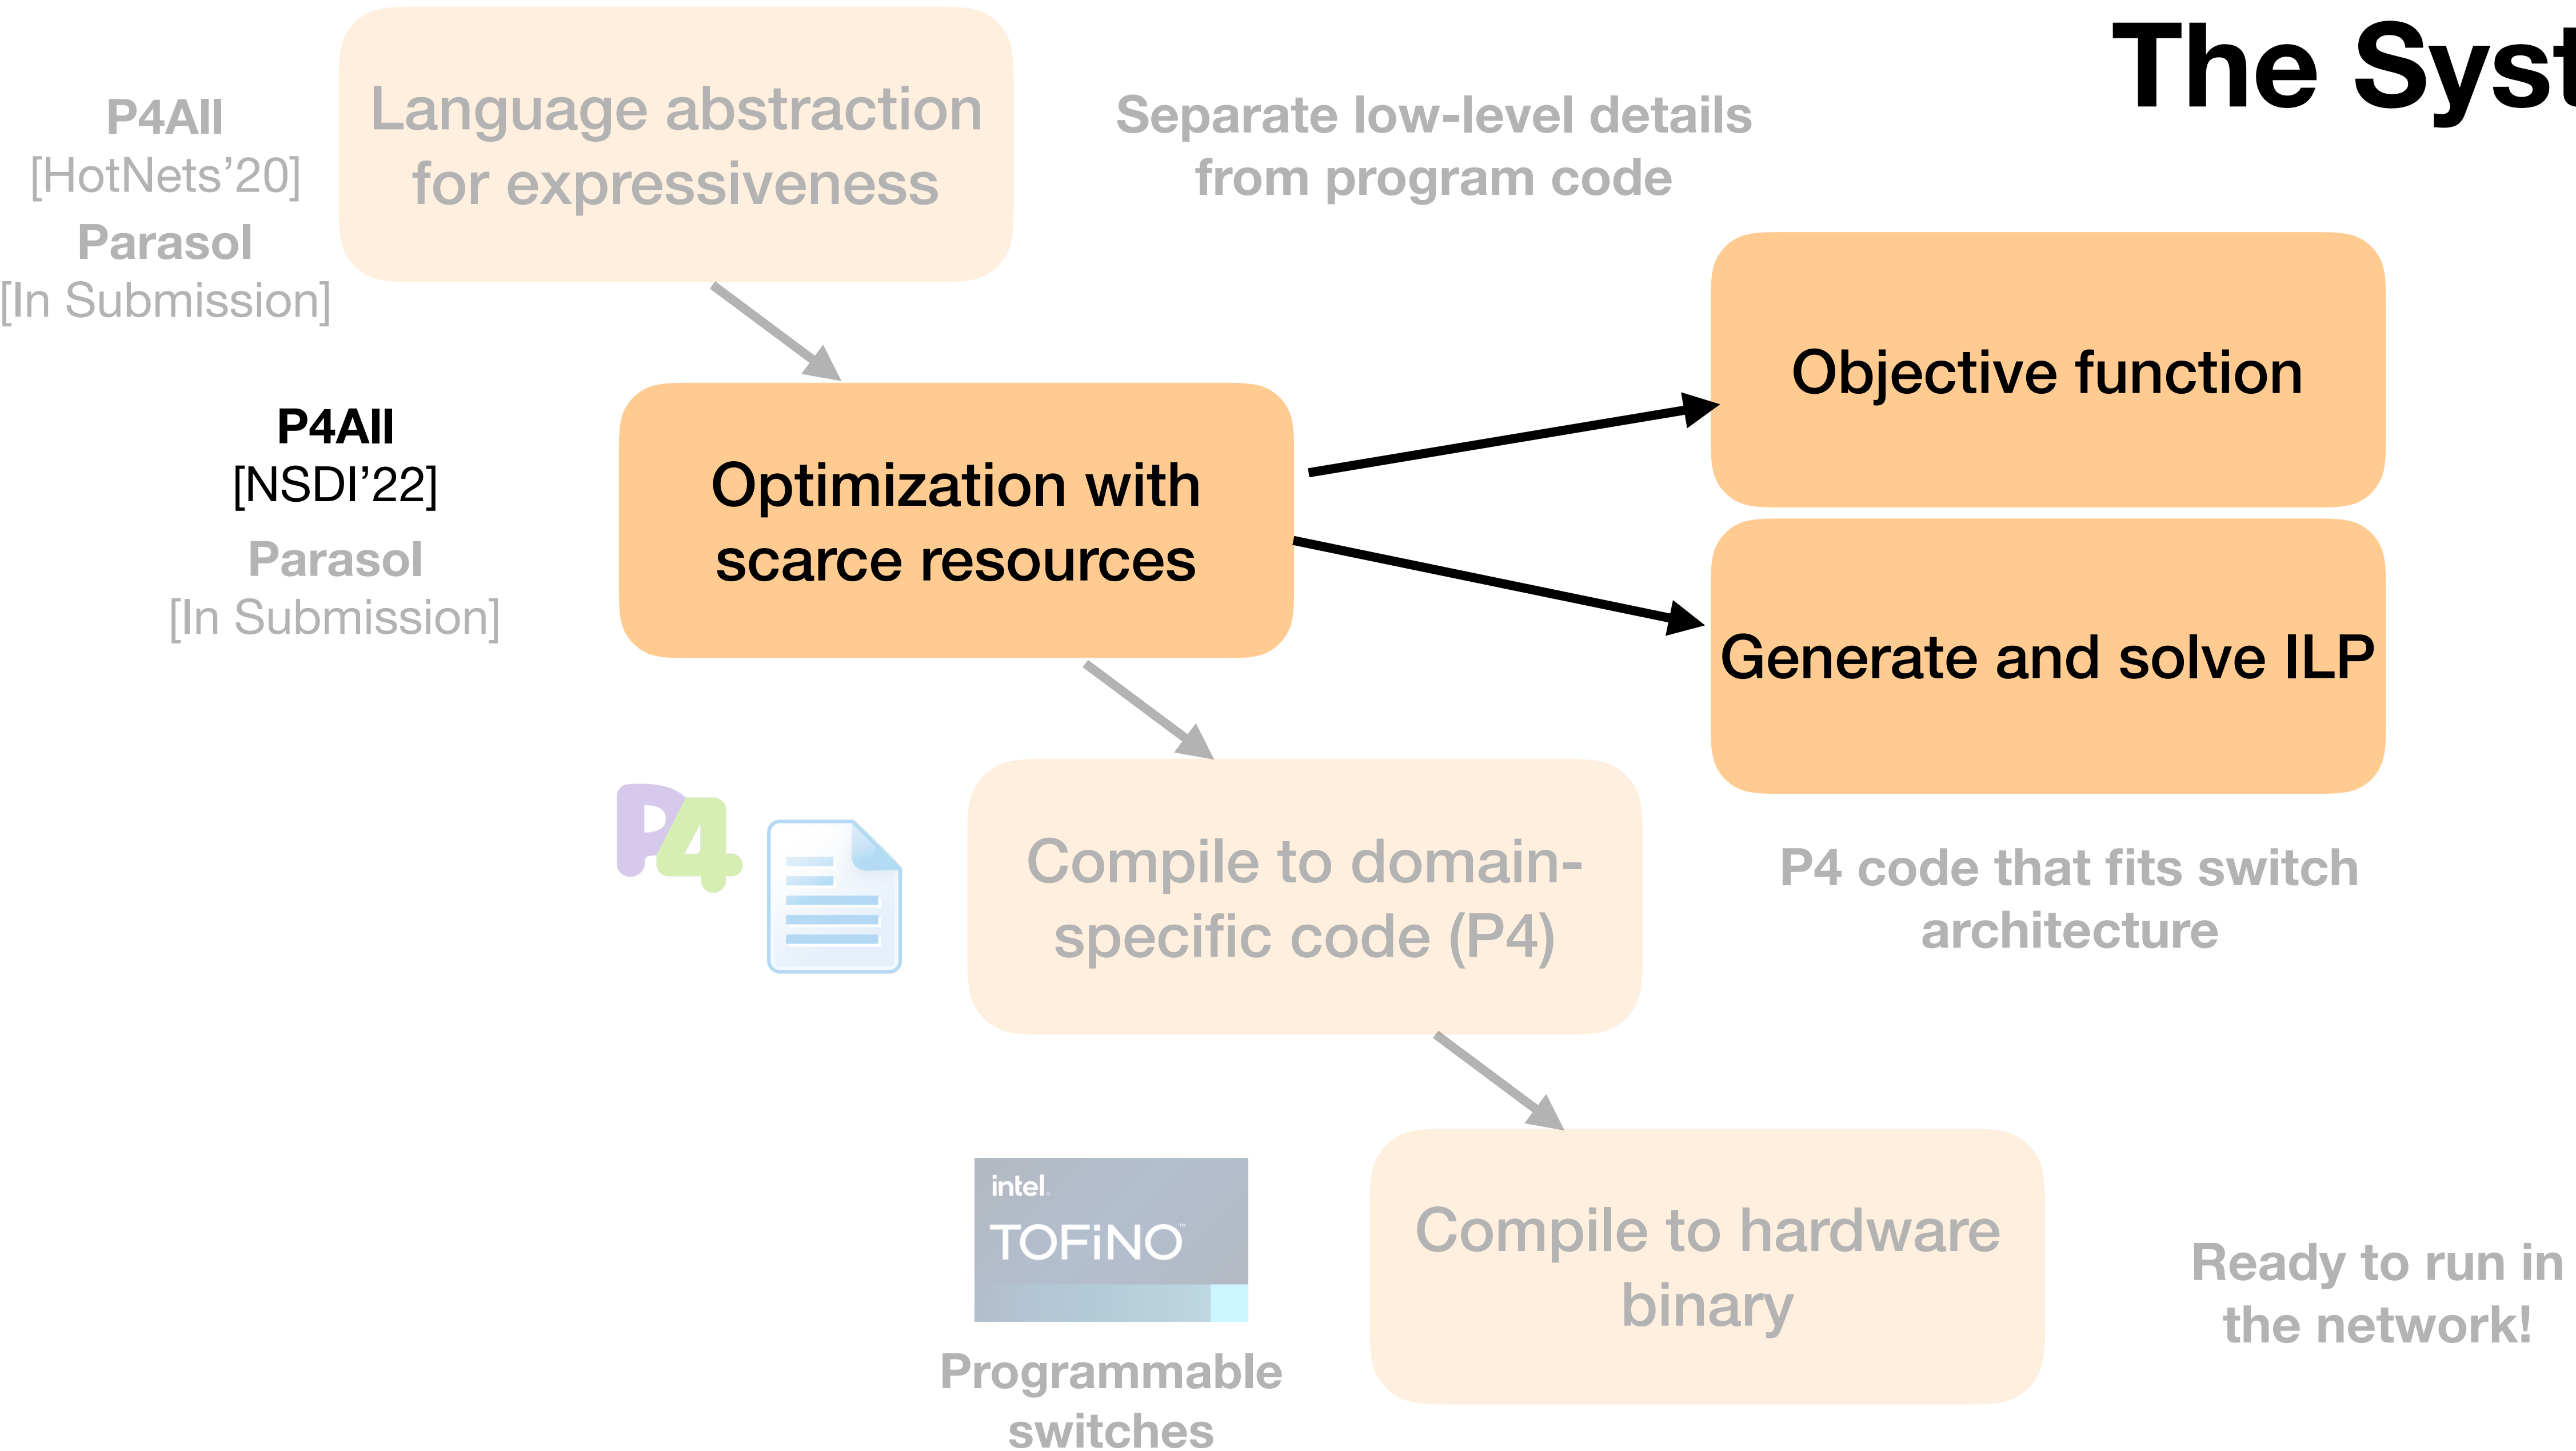 The Syst
P4All
[HotNets’20]
Parasol
[In Submission]
Language abstraction
for expressiveness
Separate low-level details
from program code
P4All
[NSDI’22]
Parasol
[In Submission]
Optimization with
scarce resources
Objective function
Generate and solve ILP
P4
Compile to domain-
specific code (P4)
P4 code that fits switch
architecture
intel.
TOFiNO™
Programmable
switches
Compile to hardware
binary
Ready to run in
the network!